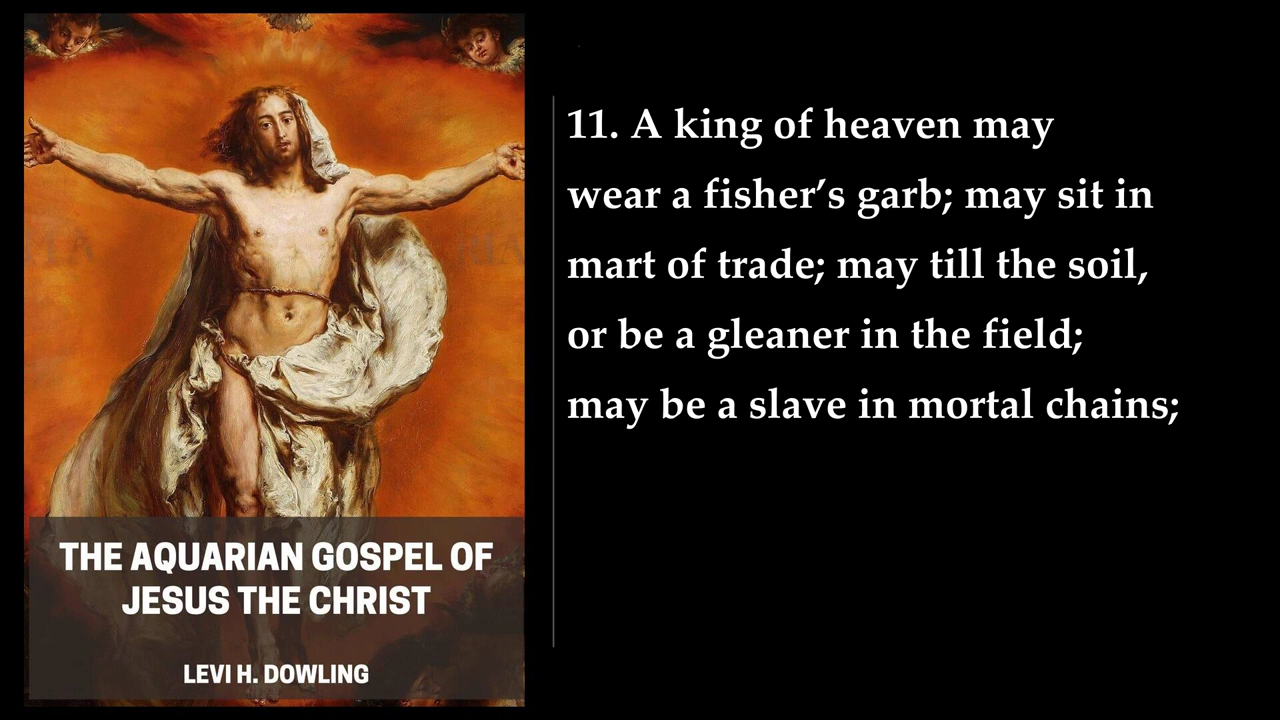 THE AQUARIAN GOSPEL OF
JESUS THE CHRIST
LEVI H. DOWLING
11. A king of heaven may
wear a fisher’s garb; may sit in
mart of trade; may till the soil,
or be a gleaner in the field;
may be a slave in mortal chains;